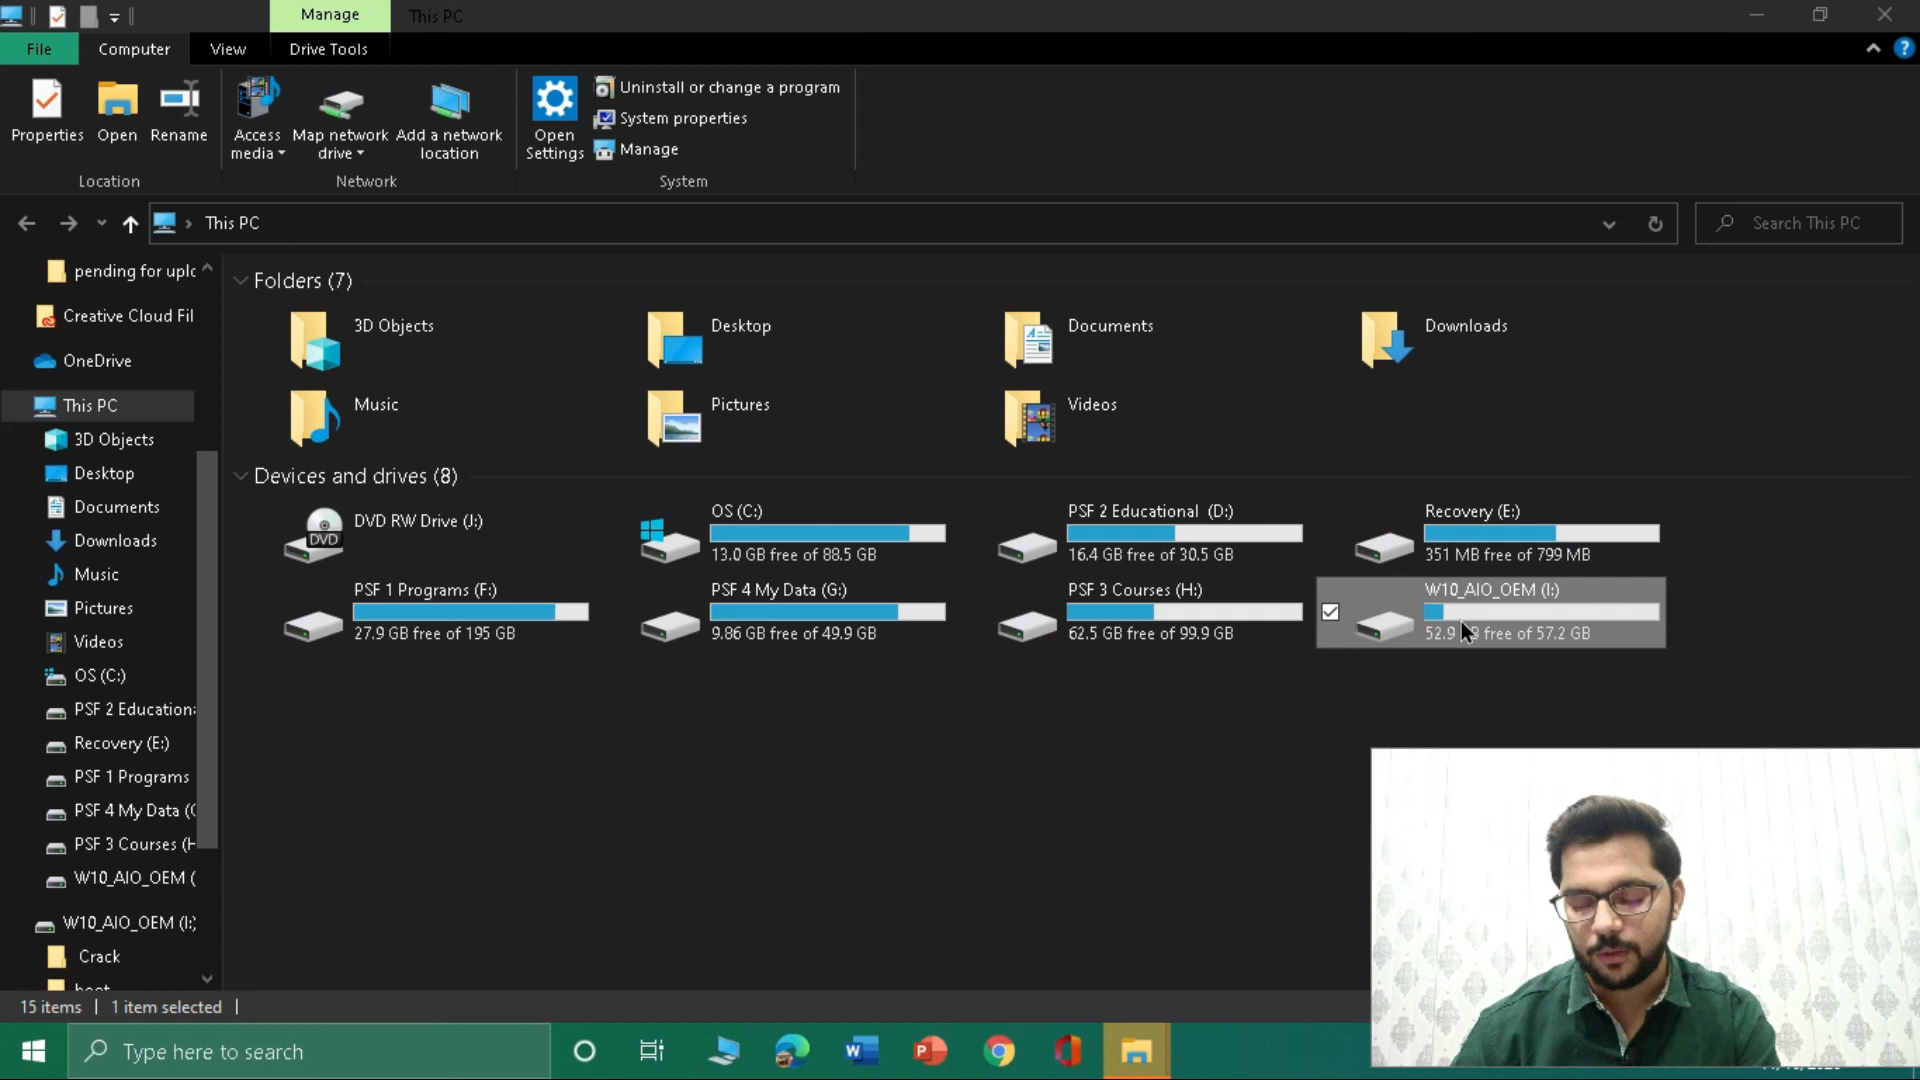 Manage
This PC
File
Computer
View
Drive Tools
Properties
Open
Rename
Access media
Map network drive
Add a network location
Open Settings
Uninstall or change a program
System properties
Manage
Location
Network
System
This PC
Search This PC
pending for uplc
Creative Cloud Fil
OneDrive
This PC
3D Objects
Desktop
Documents
Downloads
Music
Pictures
Videos
OS (C:)
PSF 2 Education
Recovery (E:)
PSF 1 Programs
PSF 4 My Data (
PSF 3 Courses (H
W10_AIO_OEM (
W10_AIO_OEM (I:)
Crack
Folders (7)
3D Objects
Desktop
Documents
Downloads
Music
Pictures
Videos
Devices and drives (8)
DVD RW Drive (J:)
DVD
OS (C:)
13.0 GB free of 88.5 GB
PSF 2 Educational (D:)
16.4 GB free of 30.5 GB
Recovery (E:)
351 MB free of 799 MB
PSF 1 Programs (F:)
27.9 GB free of 195 GB
PSF 4 My Data (G:)
9.86 GB free of 49.9 GB
PSF 3 Courses (H:)
62.5 GB free of 99.9 GB
W10_AIO_OEM (I:)
52.9 free of 57.2 GB
15 items
1 item selected
Type here to search